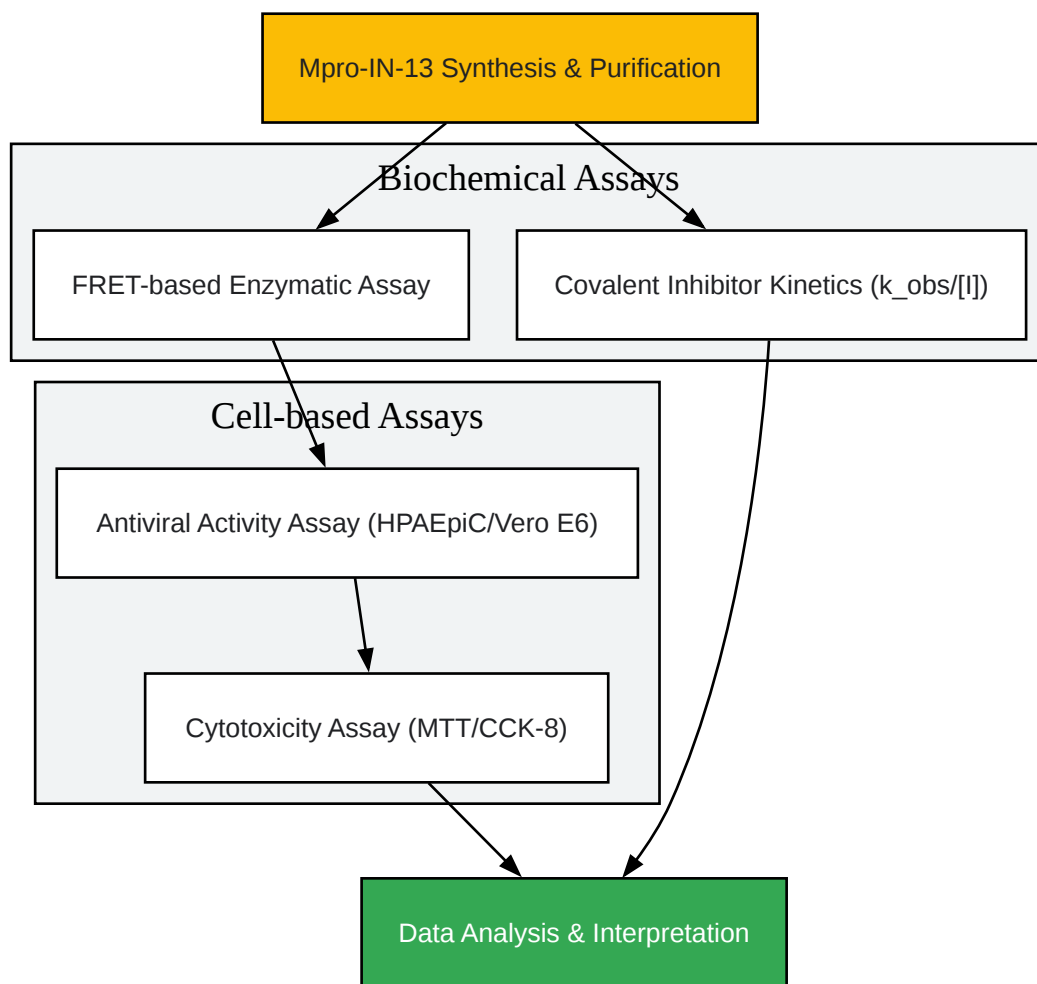 Mpro-IN-13 Synthesis & Purification
Biochemical Assays
FRET-based Enzymatic Assay
Covalent Inhibitor Kinetics (k_obs/[I])
Cell-based Assays
Antiviral Activity Assay (HPAEpiC/Vero E6)
Cytotoxicity Assay (MTT/CCK-8)
Data Analysis & Interpretation